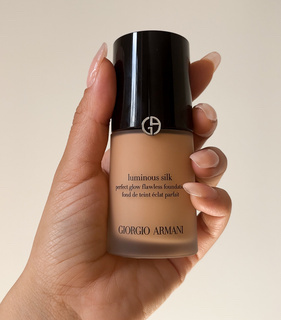 luminous silk
perfect glow flawless foundation
fond de teint éclat parfait
GIORGIO ARMANI